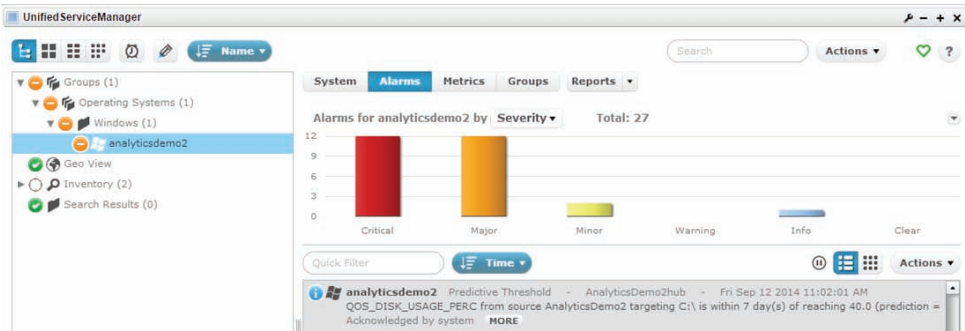 UnifiedServiceManager
Name
Search
Actions
?
Groups (1)
Operating Systems (1)
Windows (1)
analyticsdemo2
Geo View
Inventory (2)
Search Results (0)
System Alarms Metrics Groups Reports
Alarms for analyticsdemo2 by Severity Total: 27
12
9
6
3
0
Critical Major Minor Warning Info Clear
Quick Filter
Time
Actions
analyticsdemo2 Predictive Threshold - AnalyticsDemo2hub - Fri Sep 12 2014 11:02:01 AM
QOS_DISK_USAGE_PERC from source AnalyticsDemo2 targeting C:\ is within 7 day(s) of reaching 40.0 (prediction =
Acknowledged by system MORE